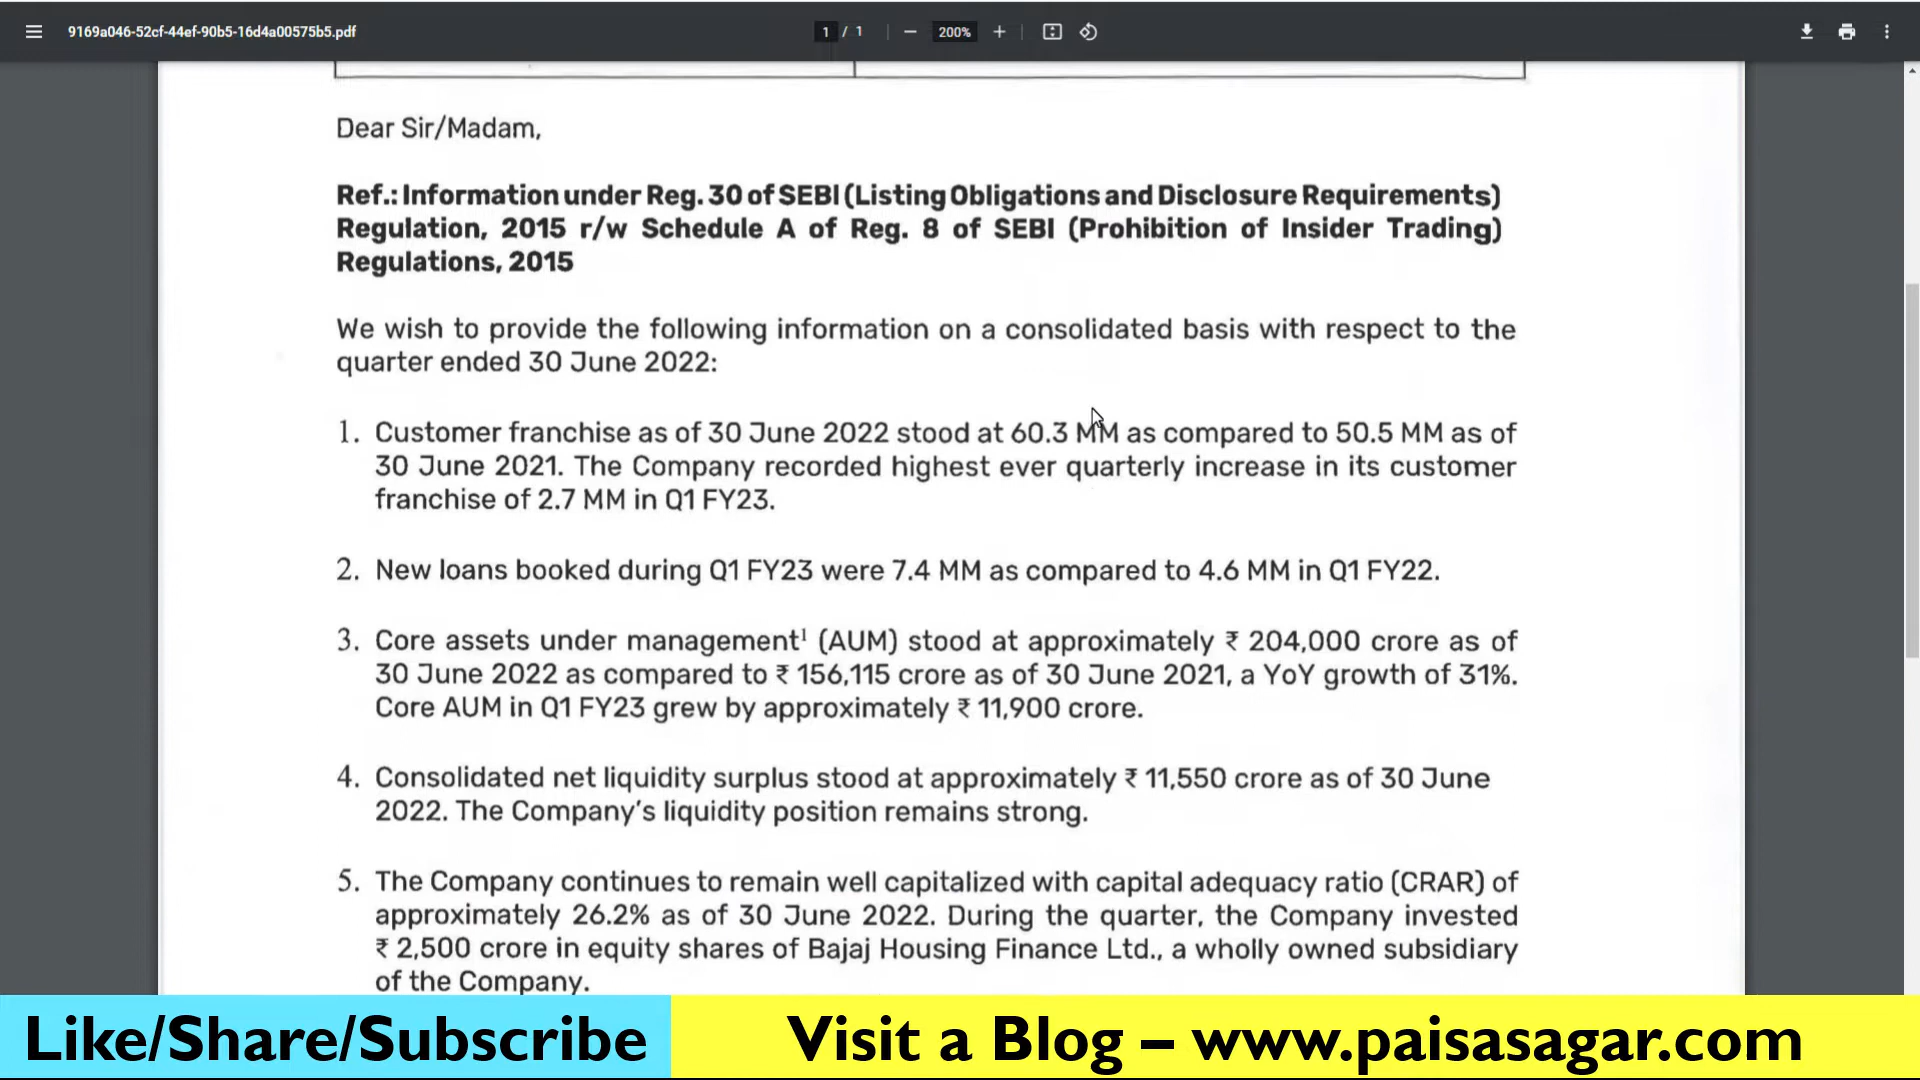 9169a046-52cf-44ef-90b5-16d4a00575b5.pdf
1 / 1
200%
Dear Sir/Madam,
Ref.: Information under Reg. 30 of SEBI (Listing Obligations and Disclosure Requirements)
Regulation, 2015 r/w Schedule A of Reg. 8 of SEBI (Prohibition of Insider Trading)
Regulations, 2015
We wish to provide the following information on a consolidated basis with respect to the
quarter ended 30 June 2022:
1. Customer franchise as of 30 June 2022 stood at 60.3 MM as compared to 50.5 MM as of
30 June 2021. The Company recorded highest ever quarterly increase in its customer
franchise of 2.7 MM in Q1 FY23.
2. New loans booked during Q1 FY23 were 7.4 MM as compared to 4.6 MM in Q1 FY22.
3. Core assets under management¹ (AUM) stood at approximately ₹ 204,000 crore as of
30 June 2022 as compared to ₹ 156,115 crore as of 30 June 2021, a YoY growth of 31%.
Core AUM in Q1 FY23 grew by approximately ₹ 11,900 crore.
4. Consolidated net liquidity surplus stood at approximately ₹ 11,550 crore as of 30 June
2022. The Company's liquidity position remains strong.
5. The Company continues to remain well capitalized with capital adequacy ratio (CRAR) of
approximately 26.2% as of 30 June 2022. During the quarter, the Company invested
₹ 2,500 crore in equity shares of Bajaj Housing Finance Ltd., a wholly owned subsidiary
of the Company.
Like/Share/Subscribe
Visit a Blog – www.paisasagar.com